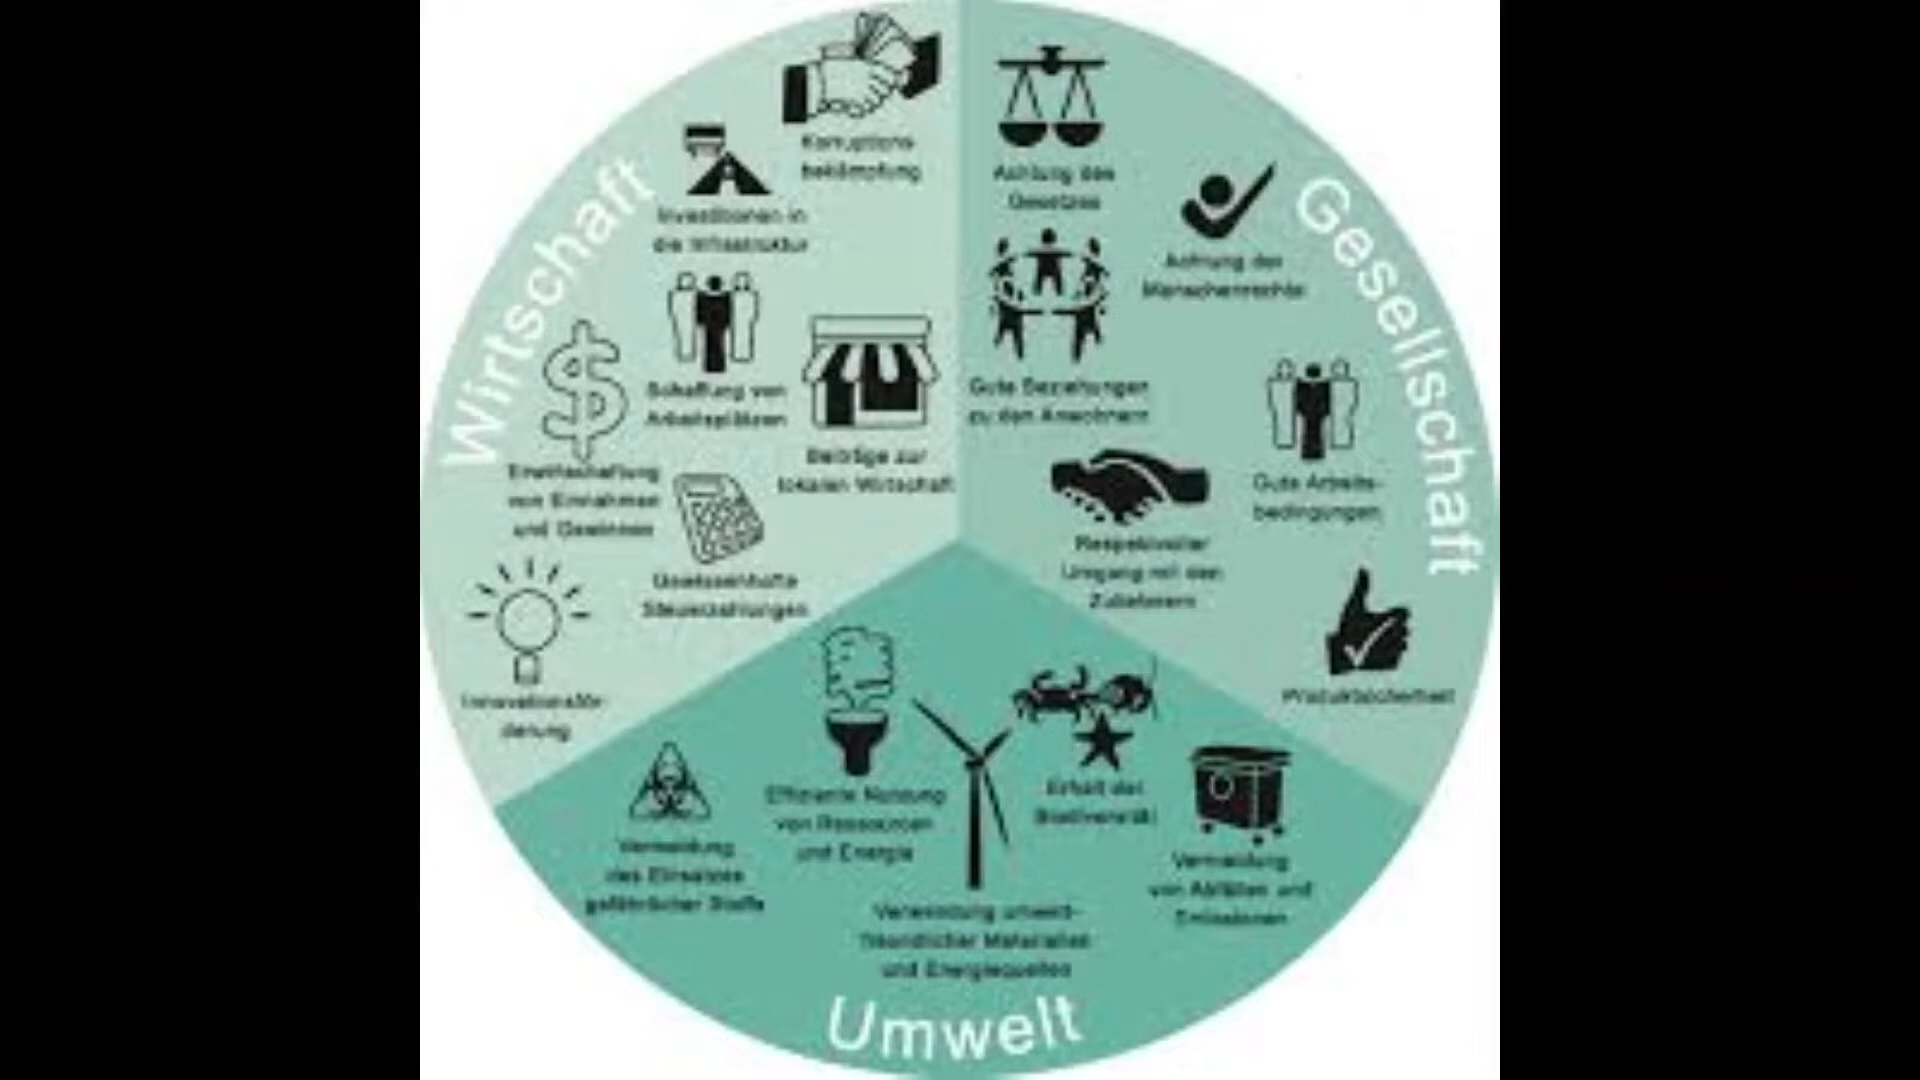 Wirtschaft
Korruptions-
bekämpfung
Investitionen in
die Infrastruktur
Schaffung von
Arbeitsplätzen
Beiträge zur
lokalen Wirtschaft
Erwirtschaftung
von Einnahmen
und Gewinnen
Gewissenhafte
Steuerzahlungen
Innovationsför-
derung
Gesellschaft
Achtung des
Gesetzes
Achtung der
Menschenrechte
Gute Beziehungen
zu den Anwohnern
Gute Arbeits-
bedingungen
Respektvoller
Umgang mit den
Zulieferern
Produktsicherheit
Umwelt
Vermeidung
des Einsatzes
gefährlicher Stoffe
Effiziente Nutzung
von Ressourcen
und Energie
Verwendung umwelt-
freundlicher Materialien
und Energiequellen
Erhalt der
Biodiversität
Vermeidung
von Abfällen und
Emissionen